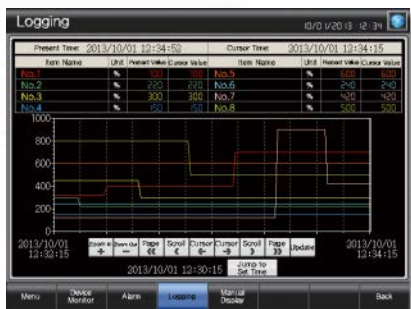 Logging 10/01/2013 12:34
Present Time: 2013/10/01 12:34:52 Cursor Time: 2013/10/01 12:34:15
Item Name Unit Present Value Cursor Value Item Name Unit Present Value Cursor Value
No.1 % 100 100 No.5 % 600 600
No.2 % 220 220 No.6 % 240 240
No.3 % 300 300 No.7 % 420 420
No.4 % 150 150 No.8 % 500 500
1000
800
600
400
200
0
2013/10/01 12:32:15
Zoom In + Zoom Out - Page « Scroll ‹ Cursor ← Cursor → Scroll › Page » Update
2013/10/01 12:34:15
2013/10/01 12:30:15 Jump to Set Time
Menu Device Monitor Alarm Logging Manual Display Back